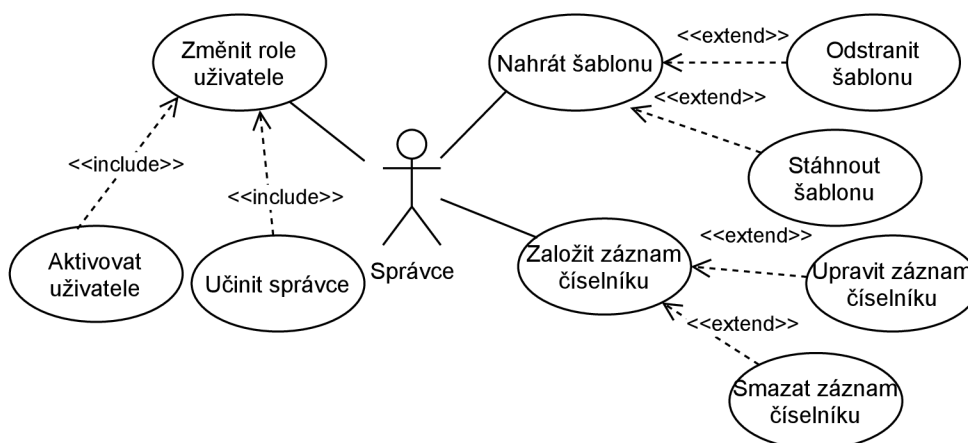 Změnit role
uživatele
<<include>>
<<include>>
Aktivovat
uživatele
Učinit správce
Správce
Nahrát šablonu
<<extend>>
Odstranit
šablonu
<<extend>>
Stáhnout
šablonu
Založit záznam
číselníku
<<extend>>
Upravit záznam
číselníku
<<extend>>
Smazat záznam
číselníku